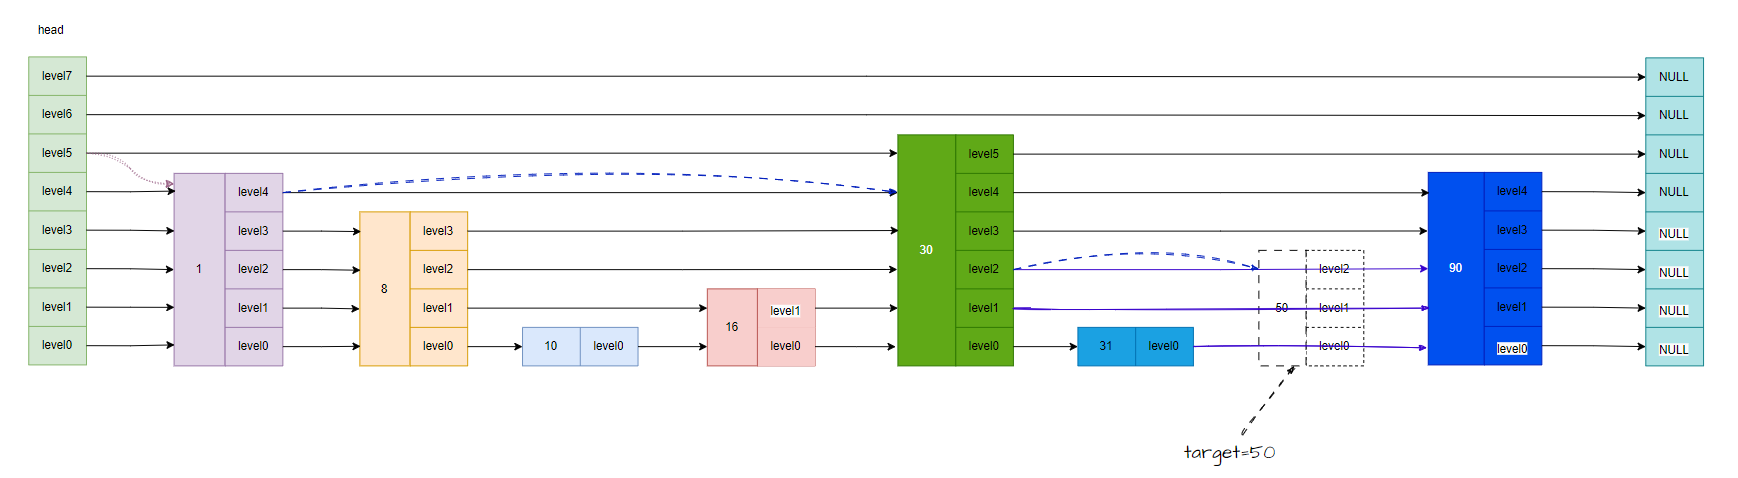 head
level7 NULL
level6 NULL
level5 level5 NULL
level4 level4 level4 level4 NULL
level3 level3 level3 level3 level3 NULL
30
1 level2 level2 level2 level2 level2 90 level2 NULL
8
level1 level1 level1 level1 level1 50 level1 level1 NULL
16
level0 level0 level0 10 level0 level0 level0 31 level0 level0 level0 NULL
target=50